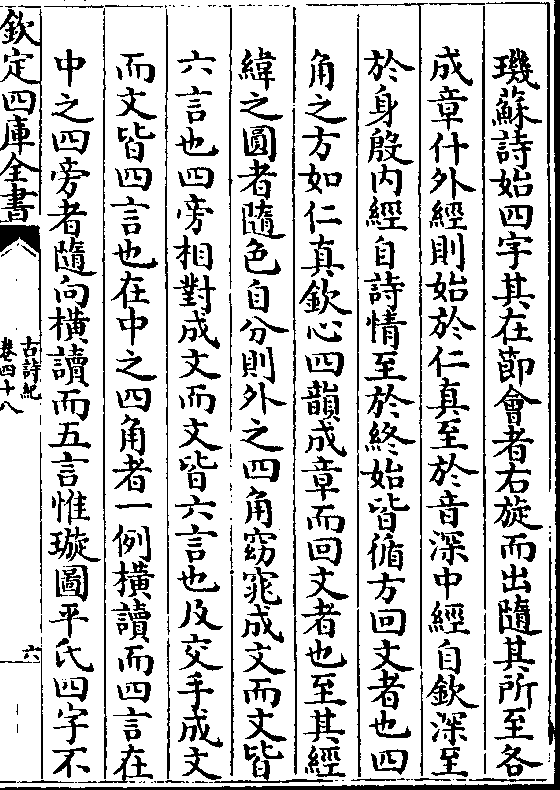 璣蘇詩始四字其在節會者右旋而出隨其所至各
成章什外經則始於仁真至於音深中經自欽深至
於身殷内經自詩情至於終始皆循方回文者也四
角之方如仁真欽心四韻成章而回文者也至其經
緯之圓者隨色自分則外之四角窈窕成文而文皆
六言也四旁相對成文而文皆六言也及交手成文
而文皆四言也在中之四角者一例横讀而四言在
中之四旁者隨向横讀而五言惟璇圖平氏四字不
欽定四庫全書
古詩紀
卷四十八
六